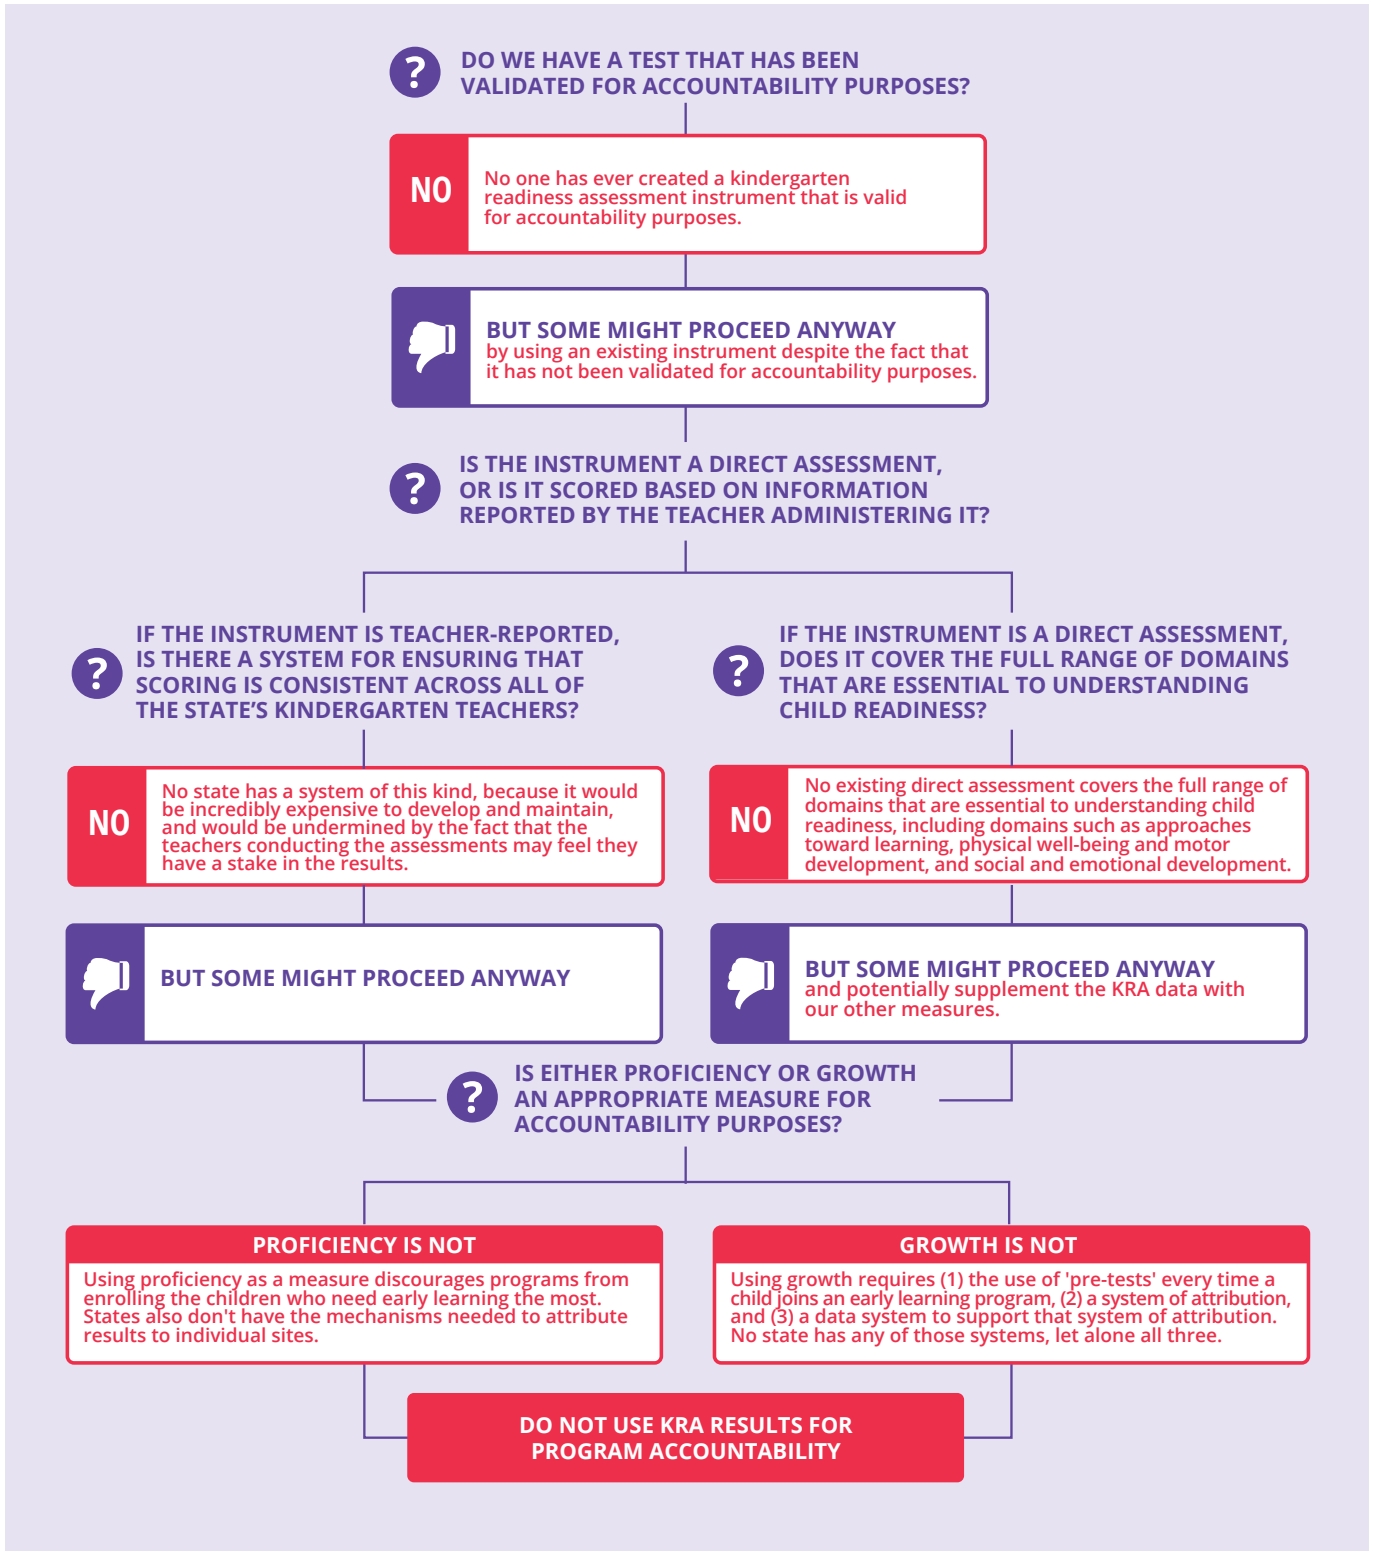 ?
DO WE HAVE A TEST THAT HAS BEEN
VALIDATED FOR ACCOUNTABILITY PURPOSES?
NO
No one has ever created a kindergarten
readiness assessment instrument that is valid
for accountability purposes.
BUT SOME MIGHT PROCEED ANYWAY
by using an existing instrument despite the fact that
it has not been validated for accountability purposes.
?
IS THE INSTRUMENT A DIRECT ASSESSMENT,
OR IS IT SCORED BASED ON INFORMATION
REPORTED BY THE TEACHER ADMINISTERING IT?
?
IF THE INSTRUMENT IS TEACHER-REPORTED,
IS THERE A SYSTEM FOR ENSURING THAT
SCORING IS CONSISTENT ACROSS ALL OF
THE STATE’S KINDERGARTEN TEACHERS?
NO
No state has a system of this kind, because it would
be incredibly expensive to develop and maintain,
and would be undermined by the fact that the
teachers conducting the assessments may feel they
have a stake in the results.
BUT SOME MIGHT PROCEED ANYWAY
?
IF THE INSTRUMENT IS A DIRECT ASSESSMENT,
DOES IT COVER THE FULL RANGE OF DOMAINS
THAT ARE ESSENTIAL TO UNDERSTANDING
CHILD READINESS?
NO
No existing direct assessment covers the full range of
domains that are essential to understanding child
readiness, including domains such as approaches
toward learning, physical well-being and motor
development, and social and emotional development.
BUT SOME MIGHT PROCEED ANYWAY
and potentially supplement the KRA data with
our other measures.
?
IS EITHER PROFICIENCY OR GROWTH
AN APPROPRIATE MEASURE FOR
ACCOUNTABILITY PURPOSES?
PROFICIENCY IS NOT
Using proficiency as a measure discourages programs from
enrolling the children who need early learning the most.
States also don't have the mechanisms needed to attribute
results to individual sites.
GROWTH IS NOT
Using growth requires (1) the use of 'pre-tests' every time a
child joins an early learning program, (2) a system of attribution,
and (3) a data system to support that system of attribution.
No state has any of those systems, let alone all three.
DO NOT USE KRA RESULTS FOR
PROGRAM ACCOUNTABILITY